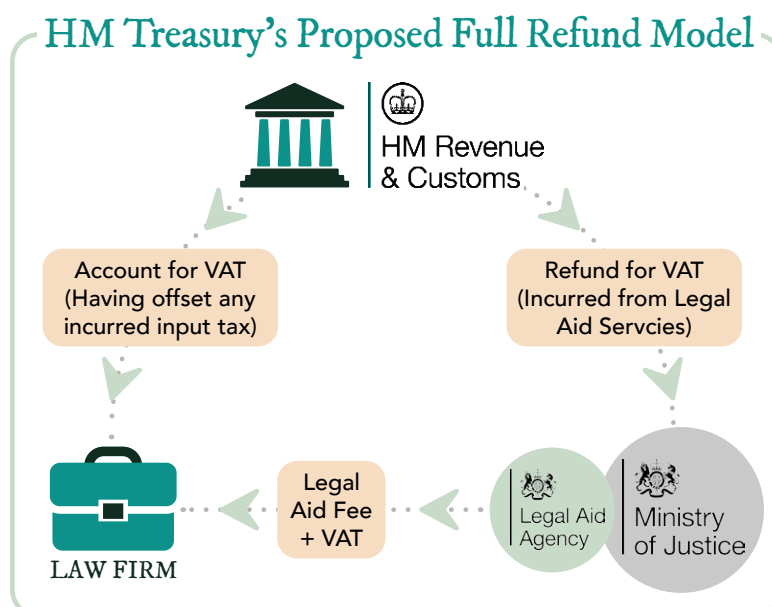 HM Treasury's Proposed Full Refund Model
HM Revenue
& Customs
Account for VAT
(Having offset any
incurred input tax)
Refund for VAT
(Incurred from Legal
Aid Servcies)
LAW FIRM
Legal
Aid Fee
+ VAT
Legal Aid
Agency
Ministry
of Justice